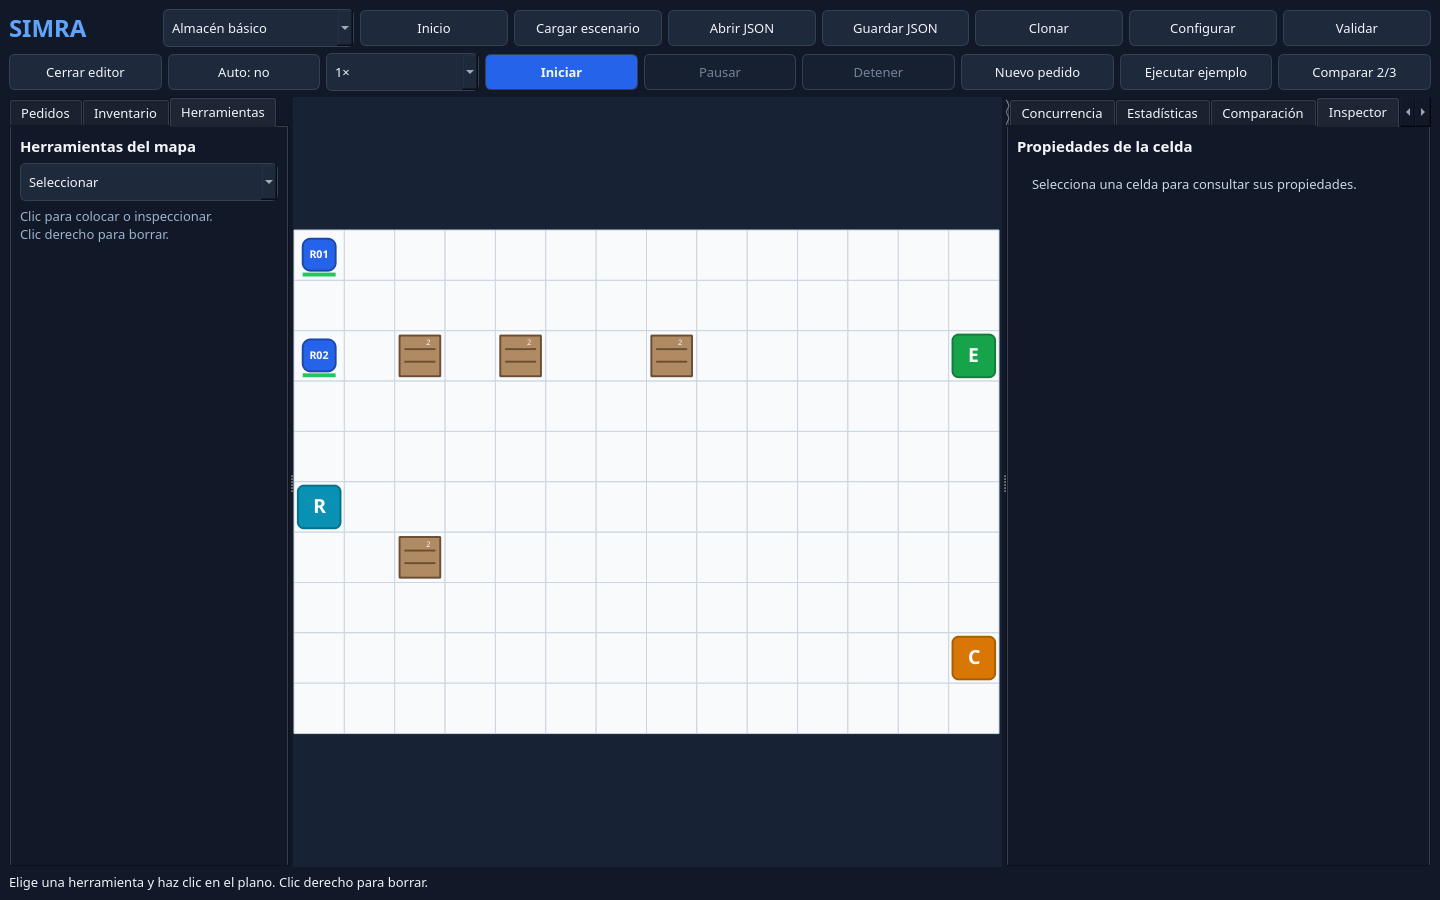 SIMRA
Almacén básico
Inicio
Cargar escenario
Abrir JSON
Guardar JSON
Clonar
Configurar
Validar
Cerrar editor
Auto: no
1×
Iniciar
Pausar
Detener
Nuevo pedido
Ejecutar ejemplo
Comparar 2/3
Pedidos
Inventario
Herramientas
Herramientas del mapa
Seleccionar
Clic para colocar o inspeccionar.
Clic derecho para borrar.
R01
R02
2
2
2
E
R
2
C
Concurrencia
Estadísticas
Comparación
Inspector
Propiedades de la celda
Selecciona una celda para consultar sus propiedades.
Elige una herramienta y haz clic en el plano. Clic derecho para borrar.